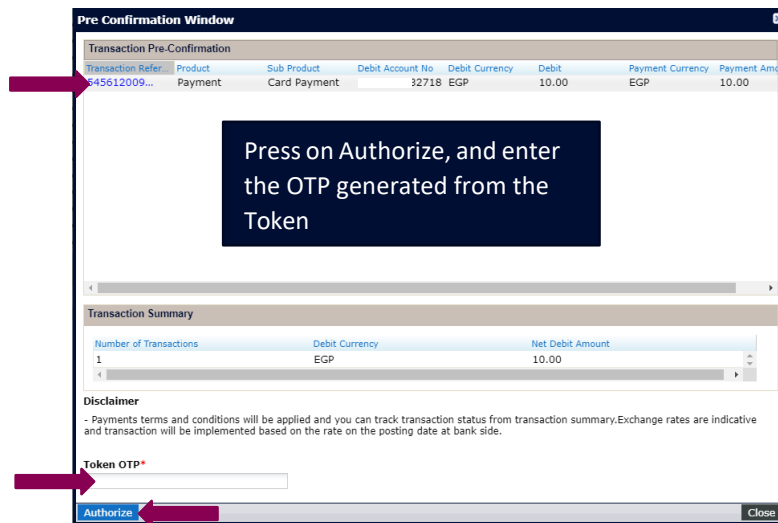 Pre Confirmation Window
Transaction Pre-Confirmation
Transaction Refer... Product Sub Product Debit Account No Debit Currency Debit Payment Currency Payment Amo
545612009... Payment Card Payment 32718 EGP 10.00 EGP 10.00
Press on Authorize, and enter
the OTP generated from the
Token
Transaction Summary
Number of Transactions Debit Currency Net Debit Amount
1 EGP 10.00
Disclaimer
- Payments terms and conditions will be applied and you can track transaction status from transaction summary.Exchange rates are indicative
and transaction will be implemented based on the rate on the posting date at bank side.
Token OTP*
Authorize Close